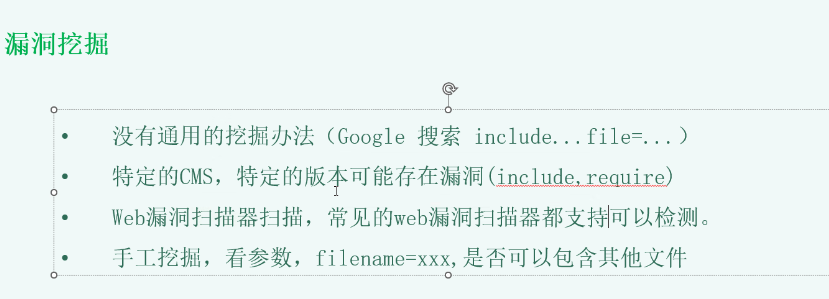 漏洞挖掘
• 没有通用的挖掘办法（Google 搜索 include...file=...）
• 特定的CMS，特定的版本可能存在漏洞(include,require)
• Web漏洞扫描器扫描，常见的web漏洞扫描器都支持可以检测。
• 手工挖掘，看参数，filename=xxx,是否可以包含其他文件